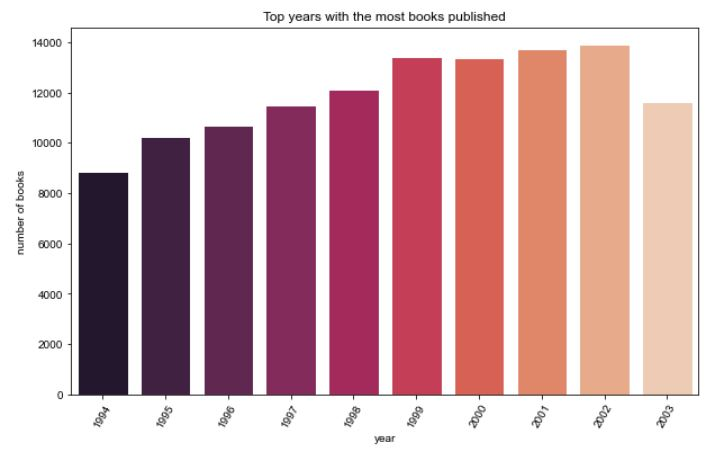 Top years with the most books published
14000
12000
10000
8000
6000
4000
2000
0
number of books
1994 1995 1996 1997 1998 1999 2000 2001 2002 2003
year